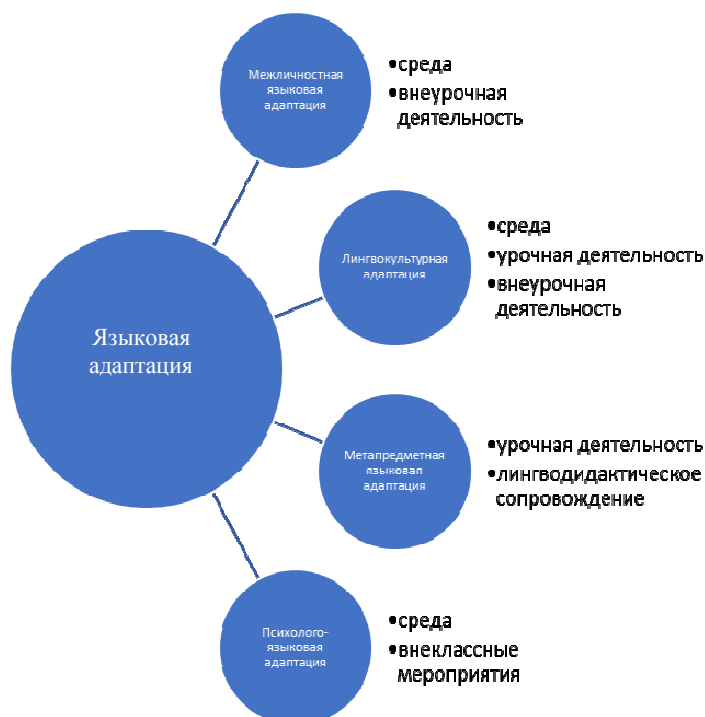 Межличностная
языковая
адаптация
•среда
•внеурочная
деятельность
Лингвокультурная
адаптация
•среда
•урочная деятельность
•внеурочная
деятельность
Языковая
адаптация
Метапредметная
языковая
адаптация
•урочная деятельность
•лингводидактическое
сопровождение
Психолого-
языковая
адаптация
•среда
•внеклассные
мероприятия